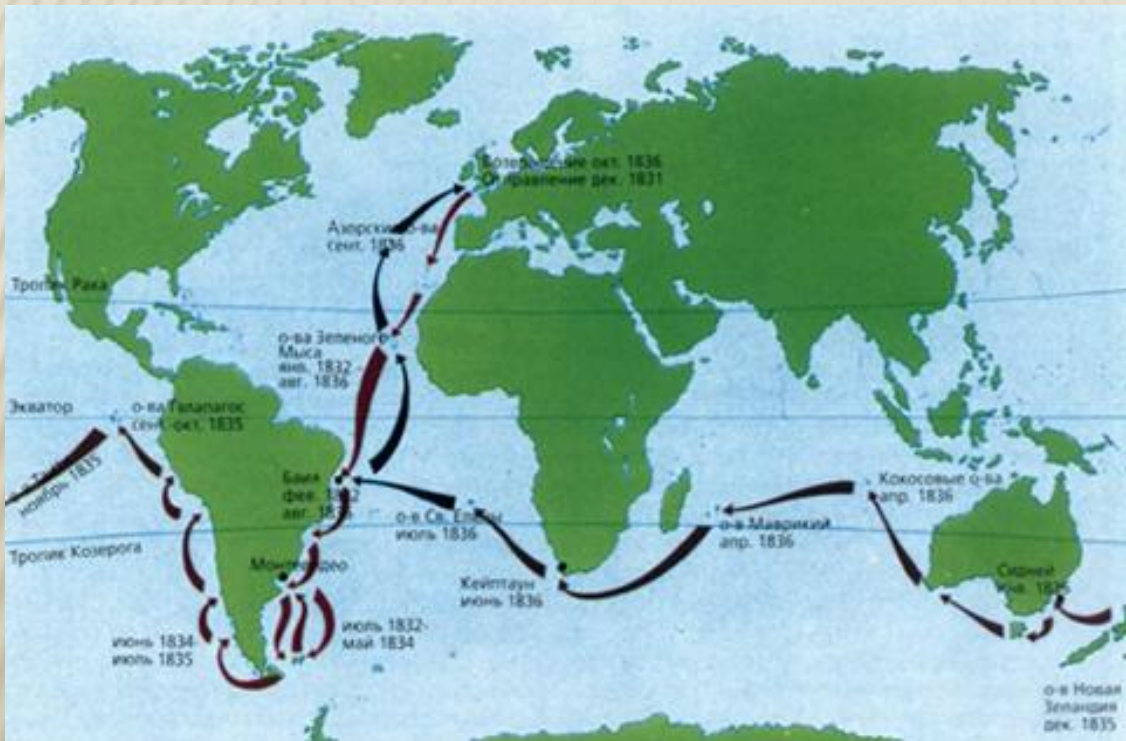 Возвращение окт. 1836
Отправление дек. 1831
Азорские о-ва
сент. 1836
Тропик Рака
о-ва Зеленого
Мыса
янв. 1832 -
авг. 1836
Экватор
о-ва Галапагос
сент.-окт. 1835
ноябрь 1835
Баия
фев. 1832
авг.
о-в Св. Елены
июль 1836
Кокосовые о-ва
апр. 1836
о-в Маврикий
апр. 1836
Тропик Козерога
Монтевидео
Кейптаун
июнь 1836
Сидней
янв. 1836
июль 1832-
май 1834
июнь 1834-
июль 1835
о-в Новая
Зеландия
дек. 1835